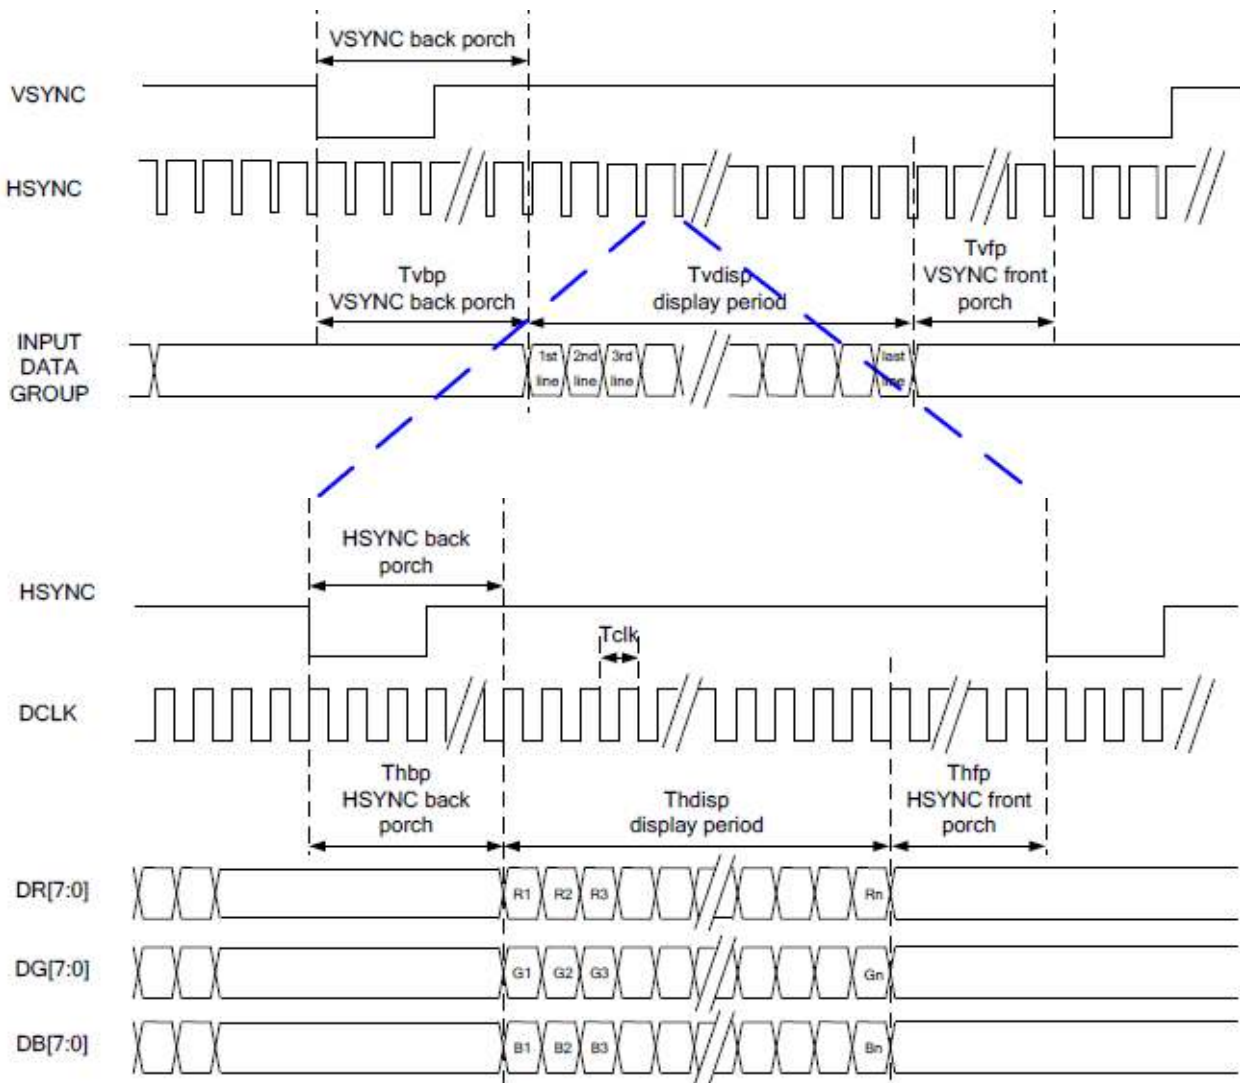 VSYNC back porch
VSYNC
HSYNC
Tvbp
VSYNC back porch
Tvdisp
display period
Tvfp
VSYNC front
porch
INPUT
DATA
GROUP
1st
line
2nd
line
3rd
line
last
line
HSYNC back
porch
HSYNC
Tclk
DCLK
Thbp
HSYNC back
porch
Thdisp
display period
Thfp
HSYNC front
porch
DR[7:0]
R1 R2 R3 Rn
DG[7:0]
G1 G2 G3 Gn
DB[7:0]
B1 B2 B3 Bn